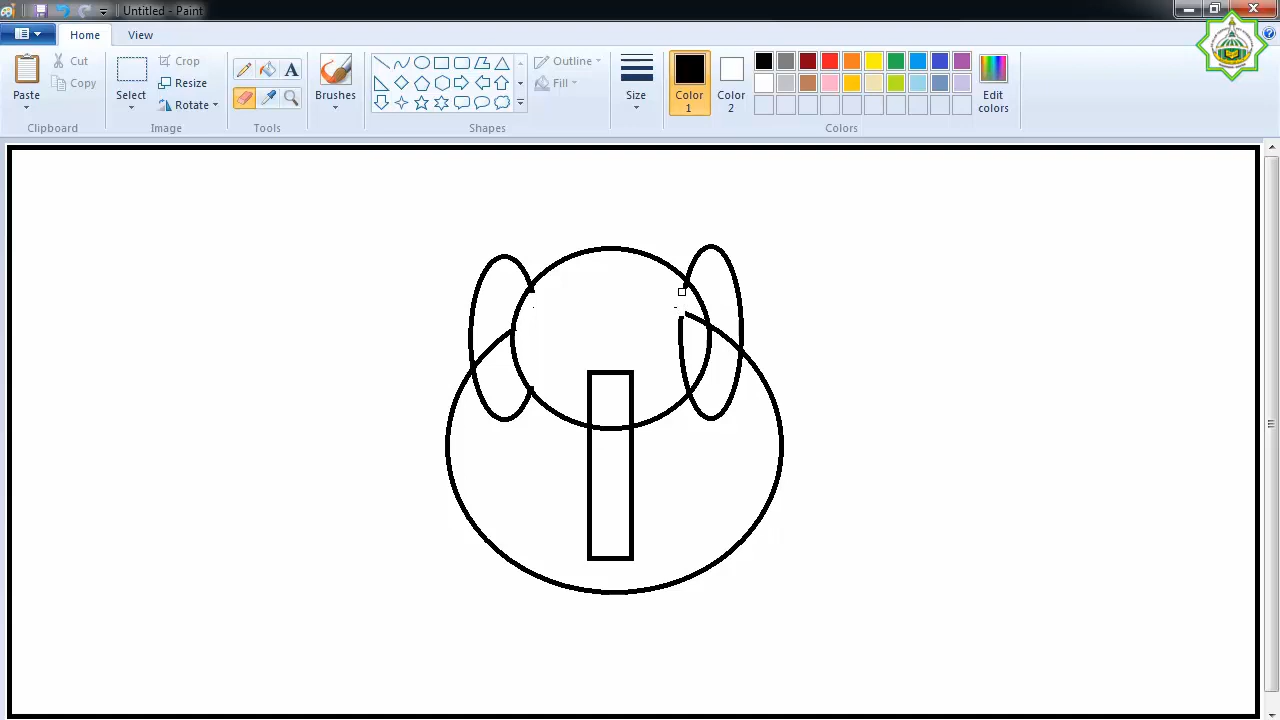 Untitled - Paint
Home
View
Paste
Cut
Copy
Clipboard
Select
Crop
Resize
Rotate
Image
A
Tools
Brushes
Shapes
Outline
Fill
Size
Color 1
Color 2
Edit colors
Colors